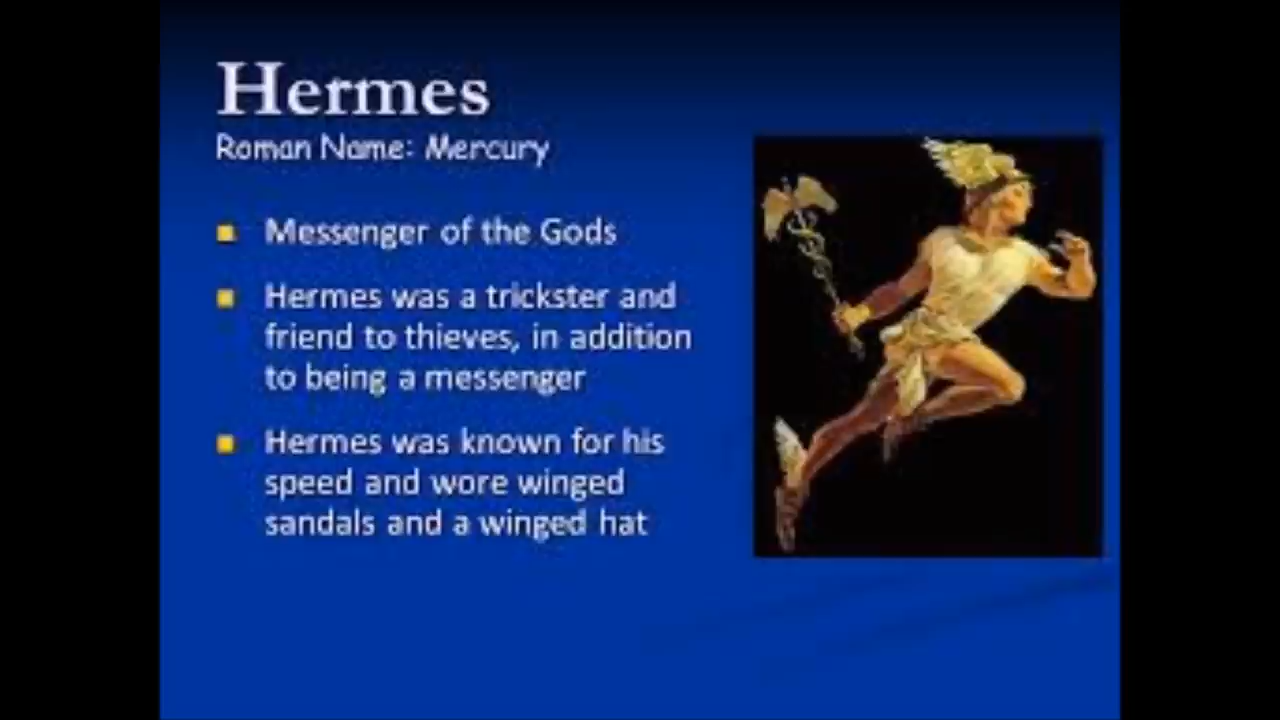 Hermes
Roman Name: Mercury
Messenger of the Gods
Hermes was a trickster and
friend to thieves, in addition
to being a messenger
Hermes was known for his
speed and wore winged
sandals and a winged hat